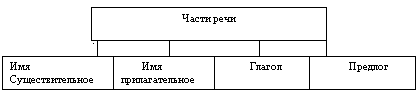 Части речи
Имя
Существительное
Имя
прилагательное
Глагол
Предлог